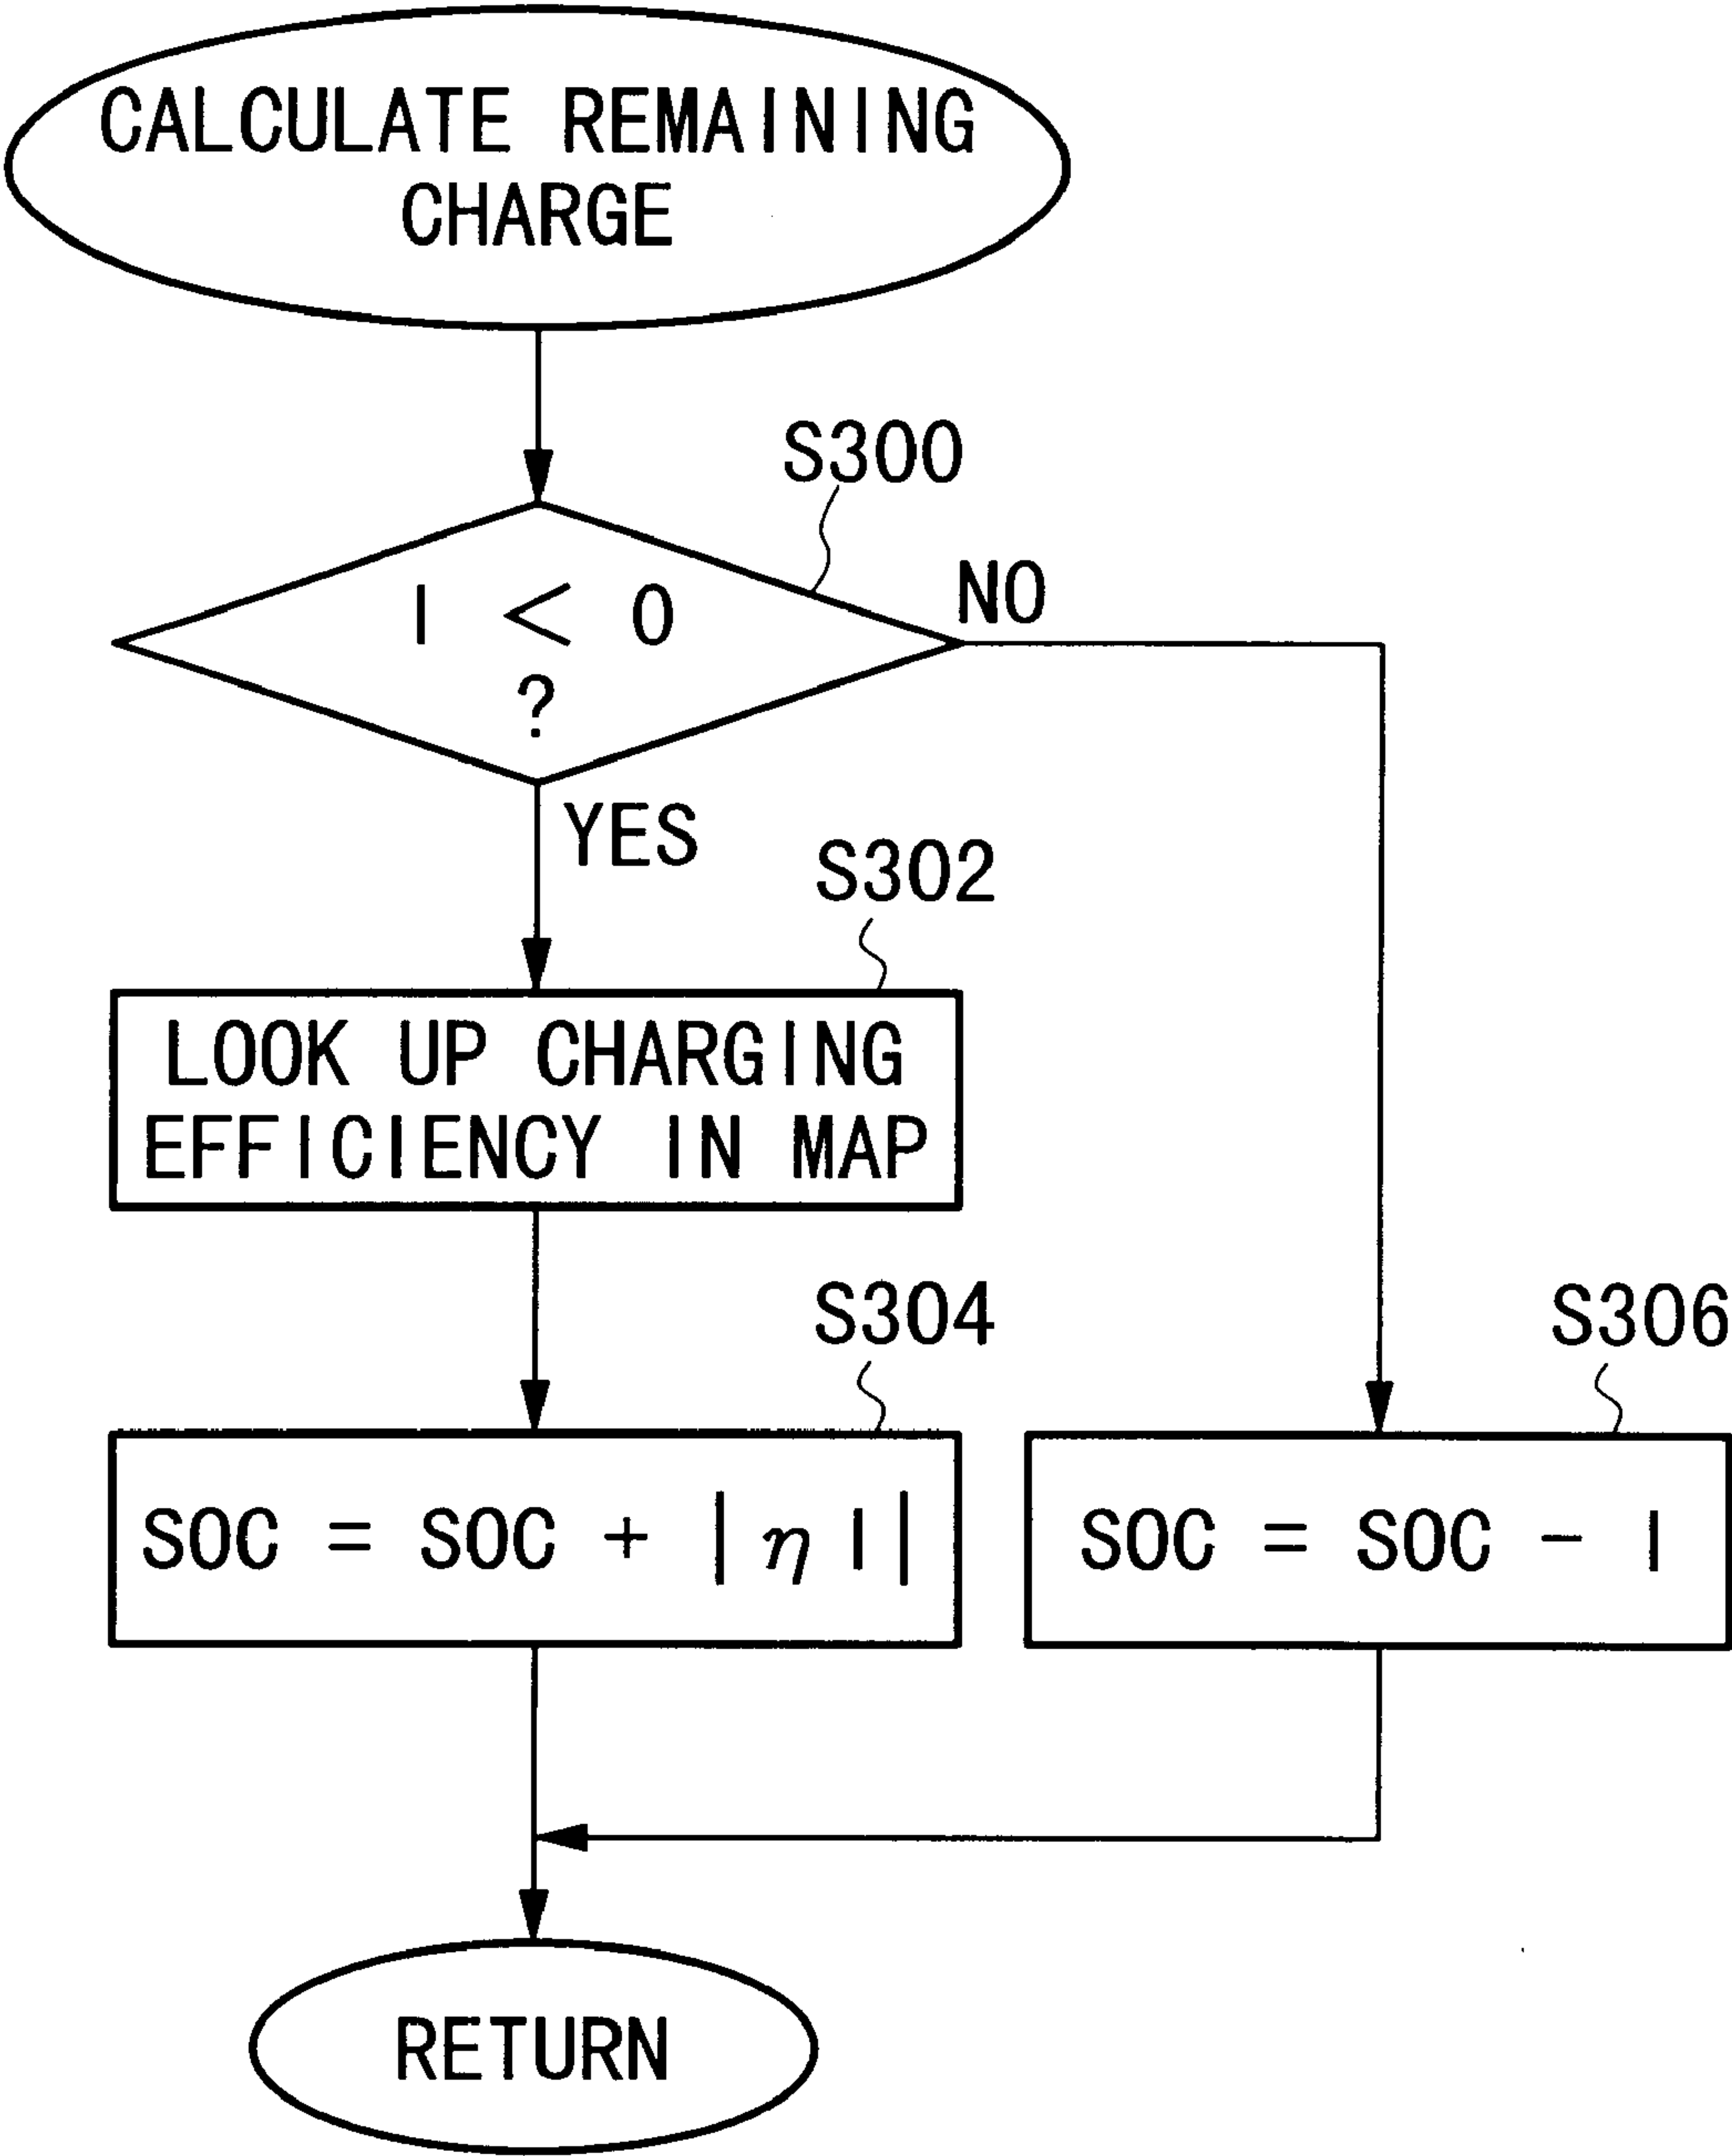 CALCULATE REMAINING
CHARGE
S300
I < 0
?
NO
YES
S302
LOOK UP CHARGING
EFFICIENCY IN MAP
S304
SOC = SOC + | η I |
S306
SOC = SOC - I
RETURN